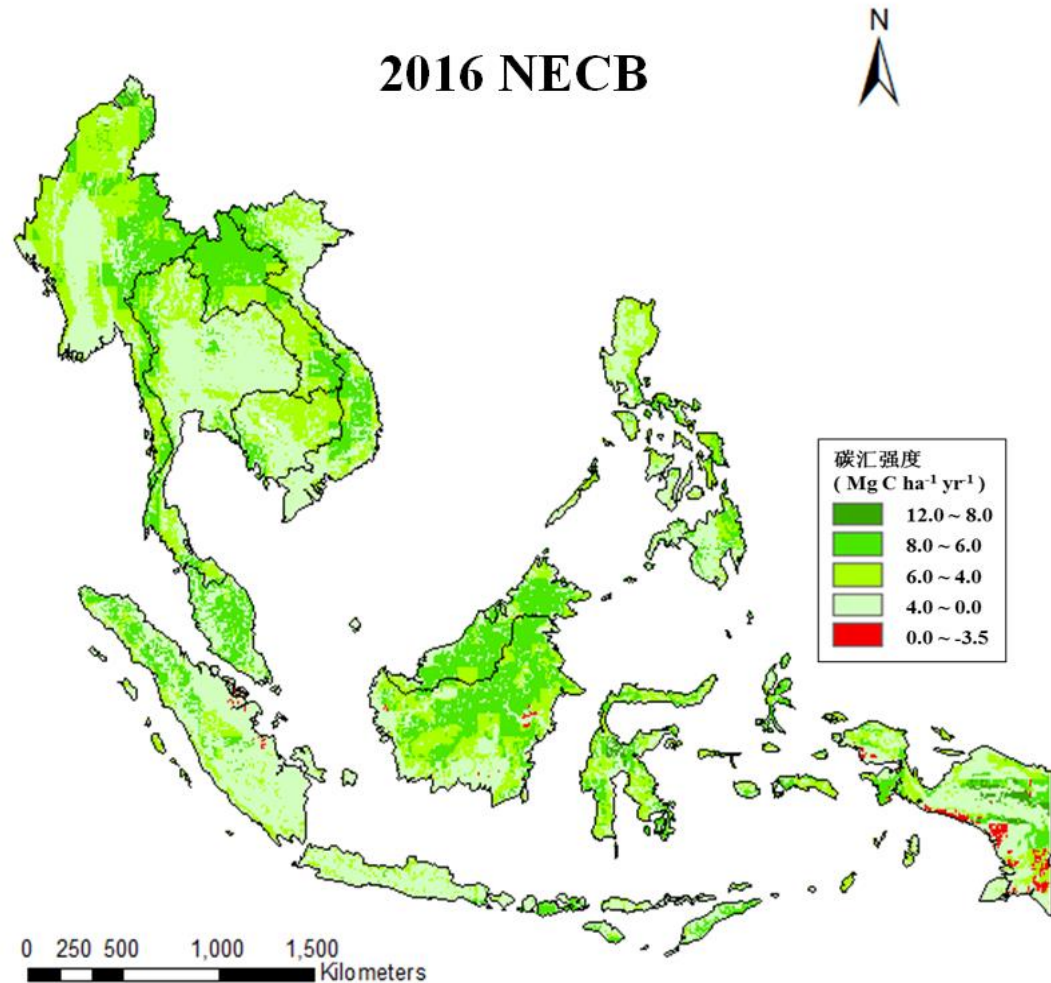 N
2016 NECB
碳汇强度
( Mg C ha⁻¹ yr⁻¹ )
12.0 ~ 8.0
8.0 ~ 6.0
6.0 ~ 4.0
4.0 ~ 0.0
0.0 ~ -3.5
0 250 500 1,000 1,500
Kilometers